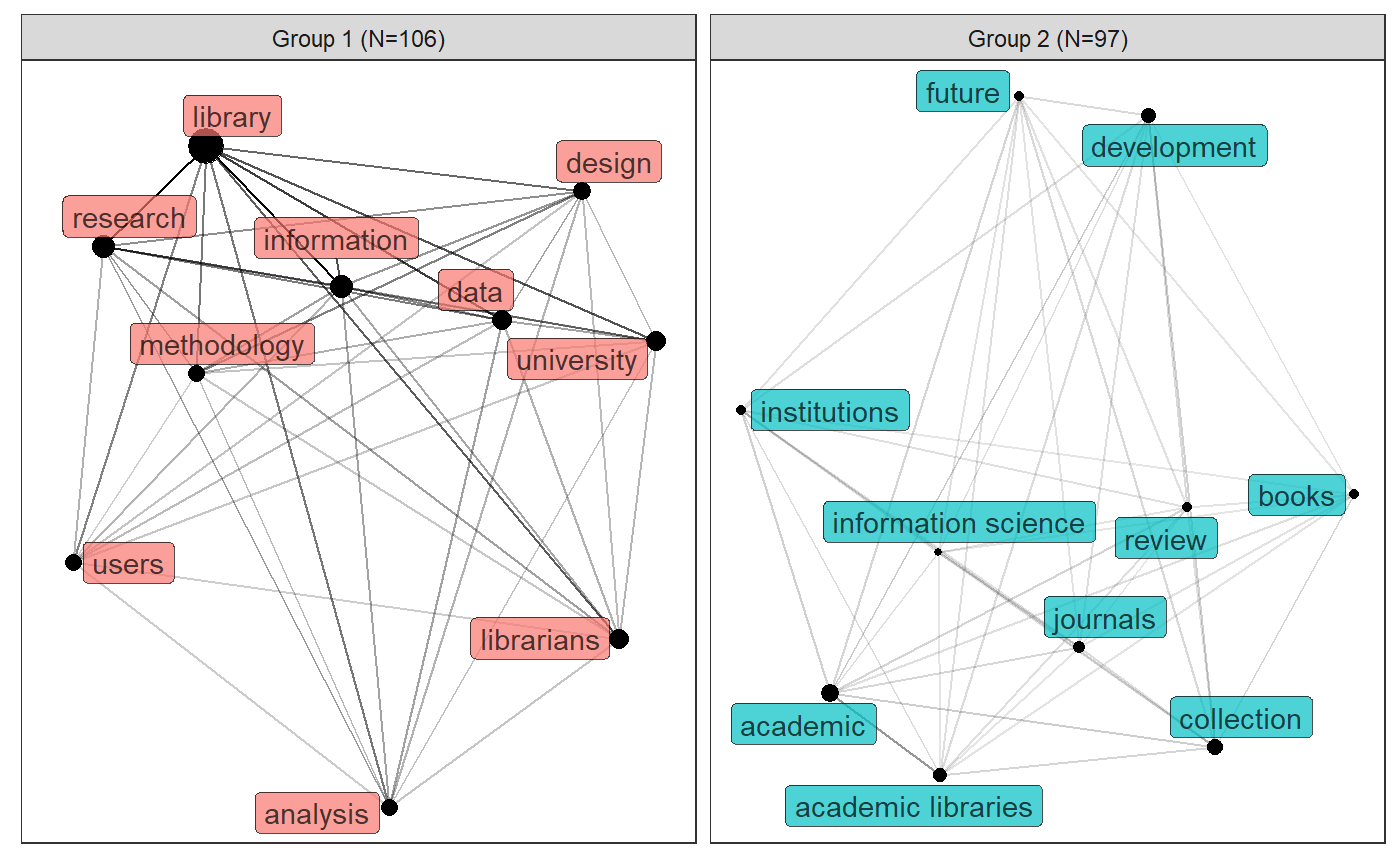 Group 1 (N=106)
library
design
research
information
data
methodology
university
users
librarians
analysis
Group 2 (N=97)
future
development
institutions
books
information science
review
journals
collection
academic
academic libraries